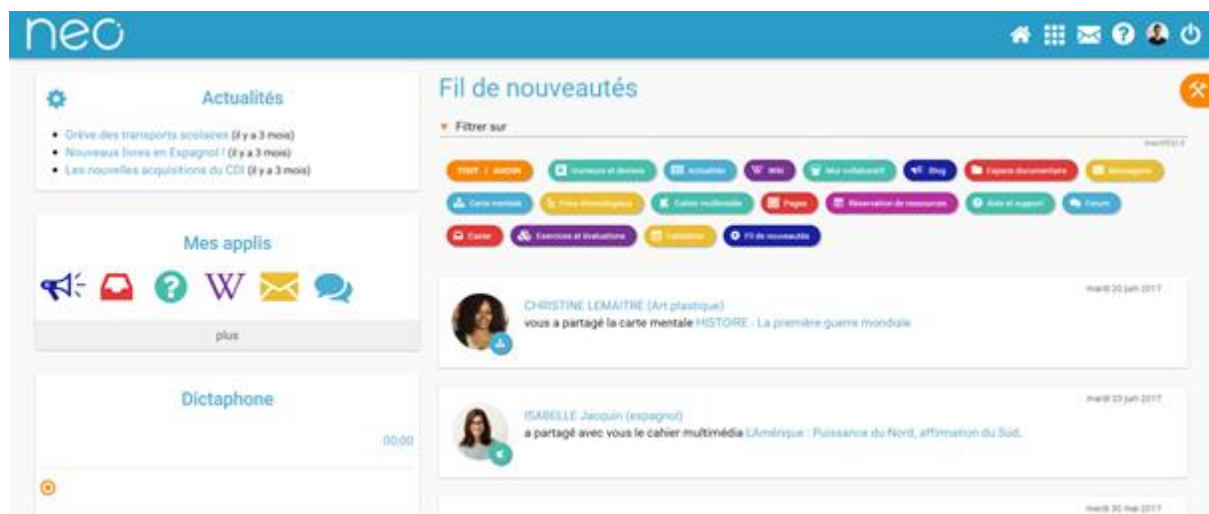 neo
Actualités
Grève des transports scolaires (il y a 3 mois)
Nouveaux livres en Espagnol ! (il y a 3 mois)
Les nouvelles acquisitions du CDI (il y a 3 mois)
Mes applis
plus
Dictaphone
00:00
Fil de nouveautés
Filtrer sur
TOUT / AUCUN
Humeurs et devises
Actualités
Wiki
Mur collaboratif
Blog
Espace documentaire
Messagerie
Carte mentale
Frise chronologique
Cahier multimédia
Pages
Réservation de ressources
Aide et support
Forum
Casier
Exercices et évaluations
Calendrier
Fil de nouveautés
mardi 20 juin 2017
CHRISTINE LEMAITRE (Art plastique)
vous a partagé la carte mentale HISTOIRE : La première guerre mondiale
ISABELLE Jacquin (espagnol)
a partagé avec vous le cahier multimédia L'Amérique : Puissance du Nord, affirmation du Sud.
mardi 30 mai 2017